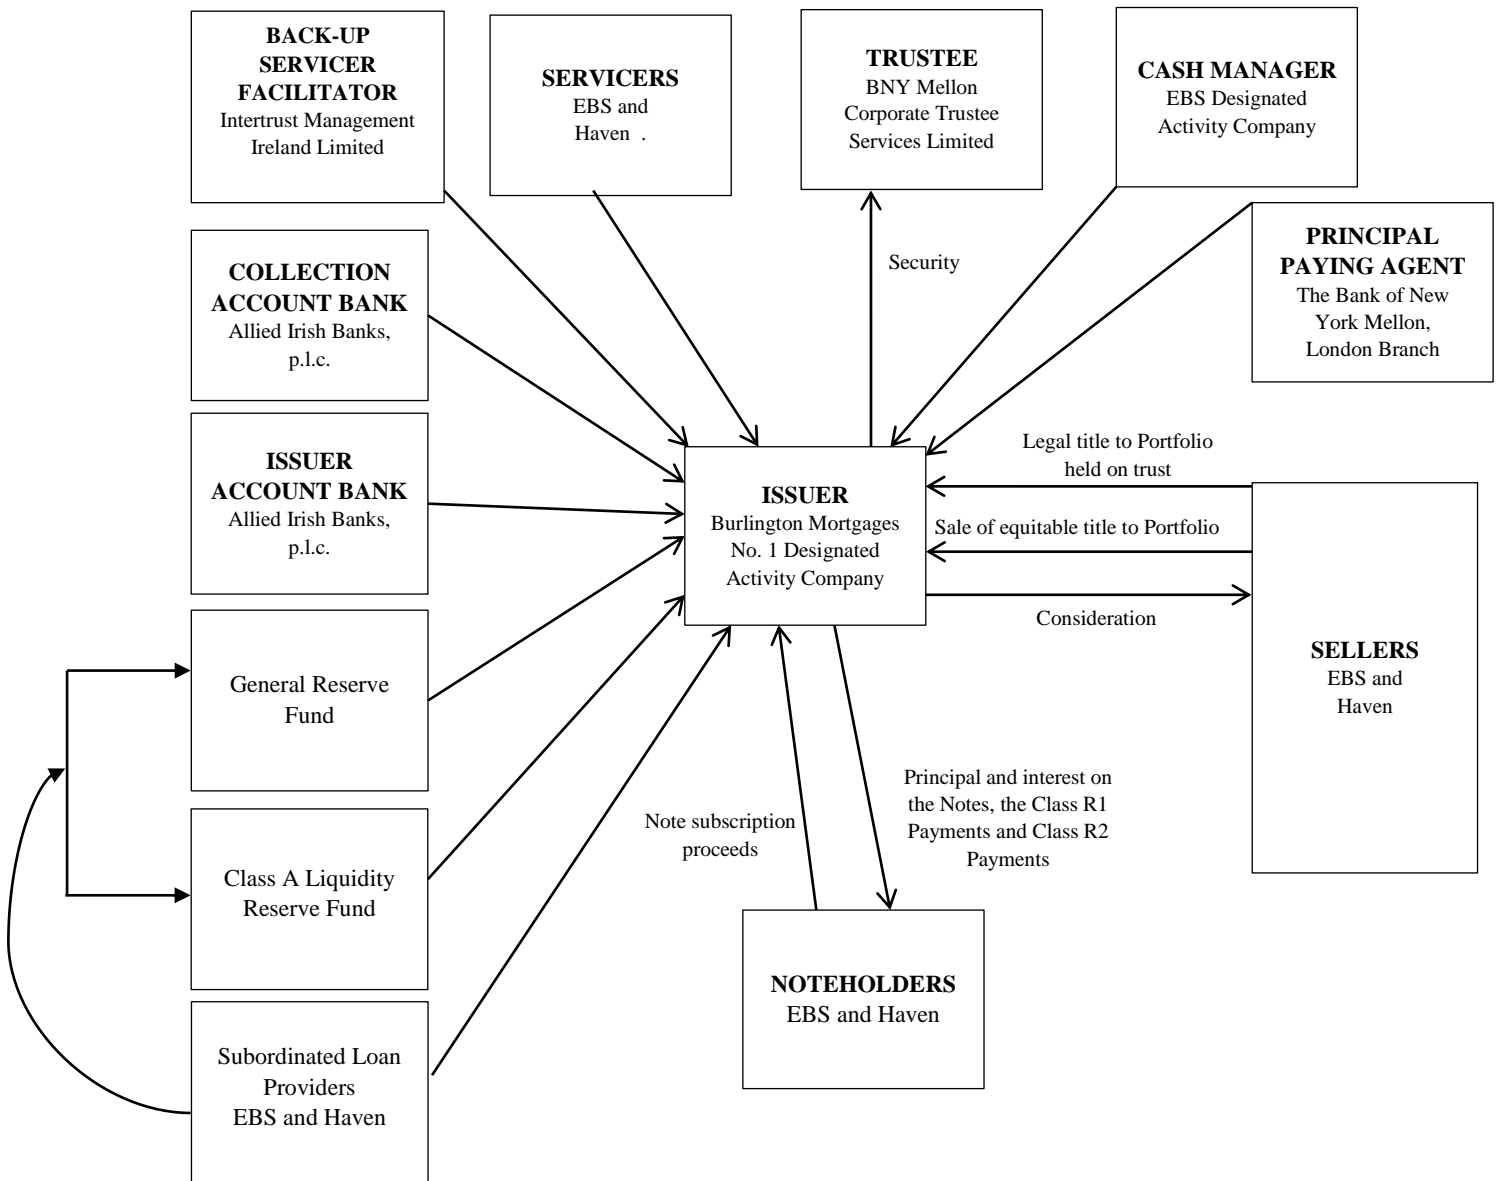 BACK-UP
SERVICER
FACILITATOR
Intertrust Management
Ireland Limited
SERVICERS
EBS and
Haven .
TRUSTEE
BNY Mellon
Corporate Trustee
Services Limited
CASH MANAGER
EBS Designated
Activity Company
PRINCIPAL
PAYING AGENT
The Bank of New
York Mellon,
London Branch
COLLECTION
ACCOUNT BANK
Allied Irish Banks,
p.l.c.
Security
ISSUER
ACCOUNT BANK
Allied Irish Banks,
p.l.c.
ISSUER
Burlington Mortgages
No. 1 Designated
Activity Company
Legal title to Portfolio
held on trust
Sale of equitable title to Portfolio
Consideration
SELLERS
EBS and
Haven
General Reserve
Fund
Note subscription
proceeds
Principal and interest on
the Notes, the Class R1
Payments and Class R2
Payments
Class A Liquidity
Reserve Fund
NOTEHOLDERS
EBS and Haven
Subordinated Loan
Providers
EBS and Haven